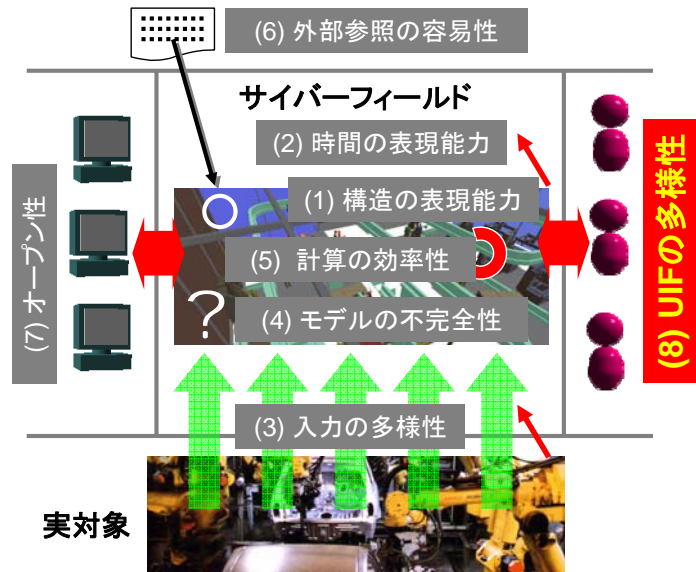 (6) 外部参照の容易性
サイバーフィールド
(2) 時間の表現能力
(1) 構造の表現能力
(7) オープン性
(5) 計算の効率性
(8) UIFの多様性
?
(4) モデルの不完全性
(3) 入力の多様性
実対象